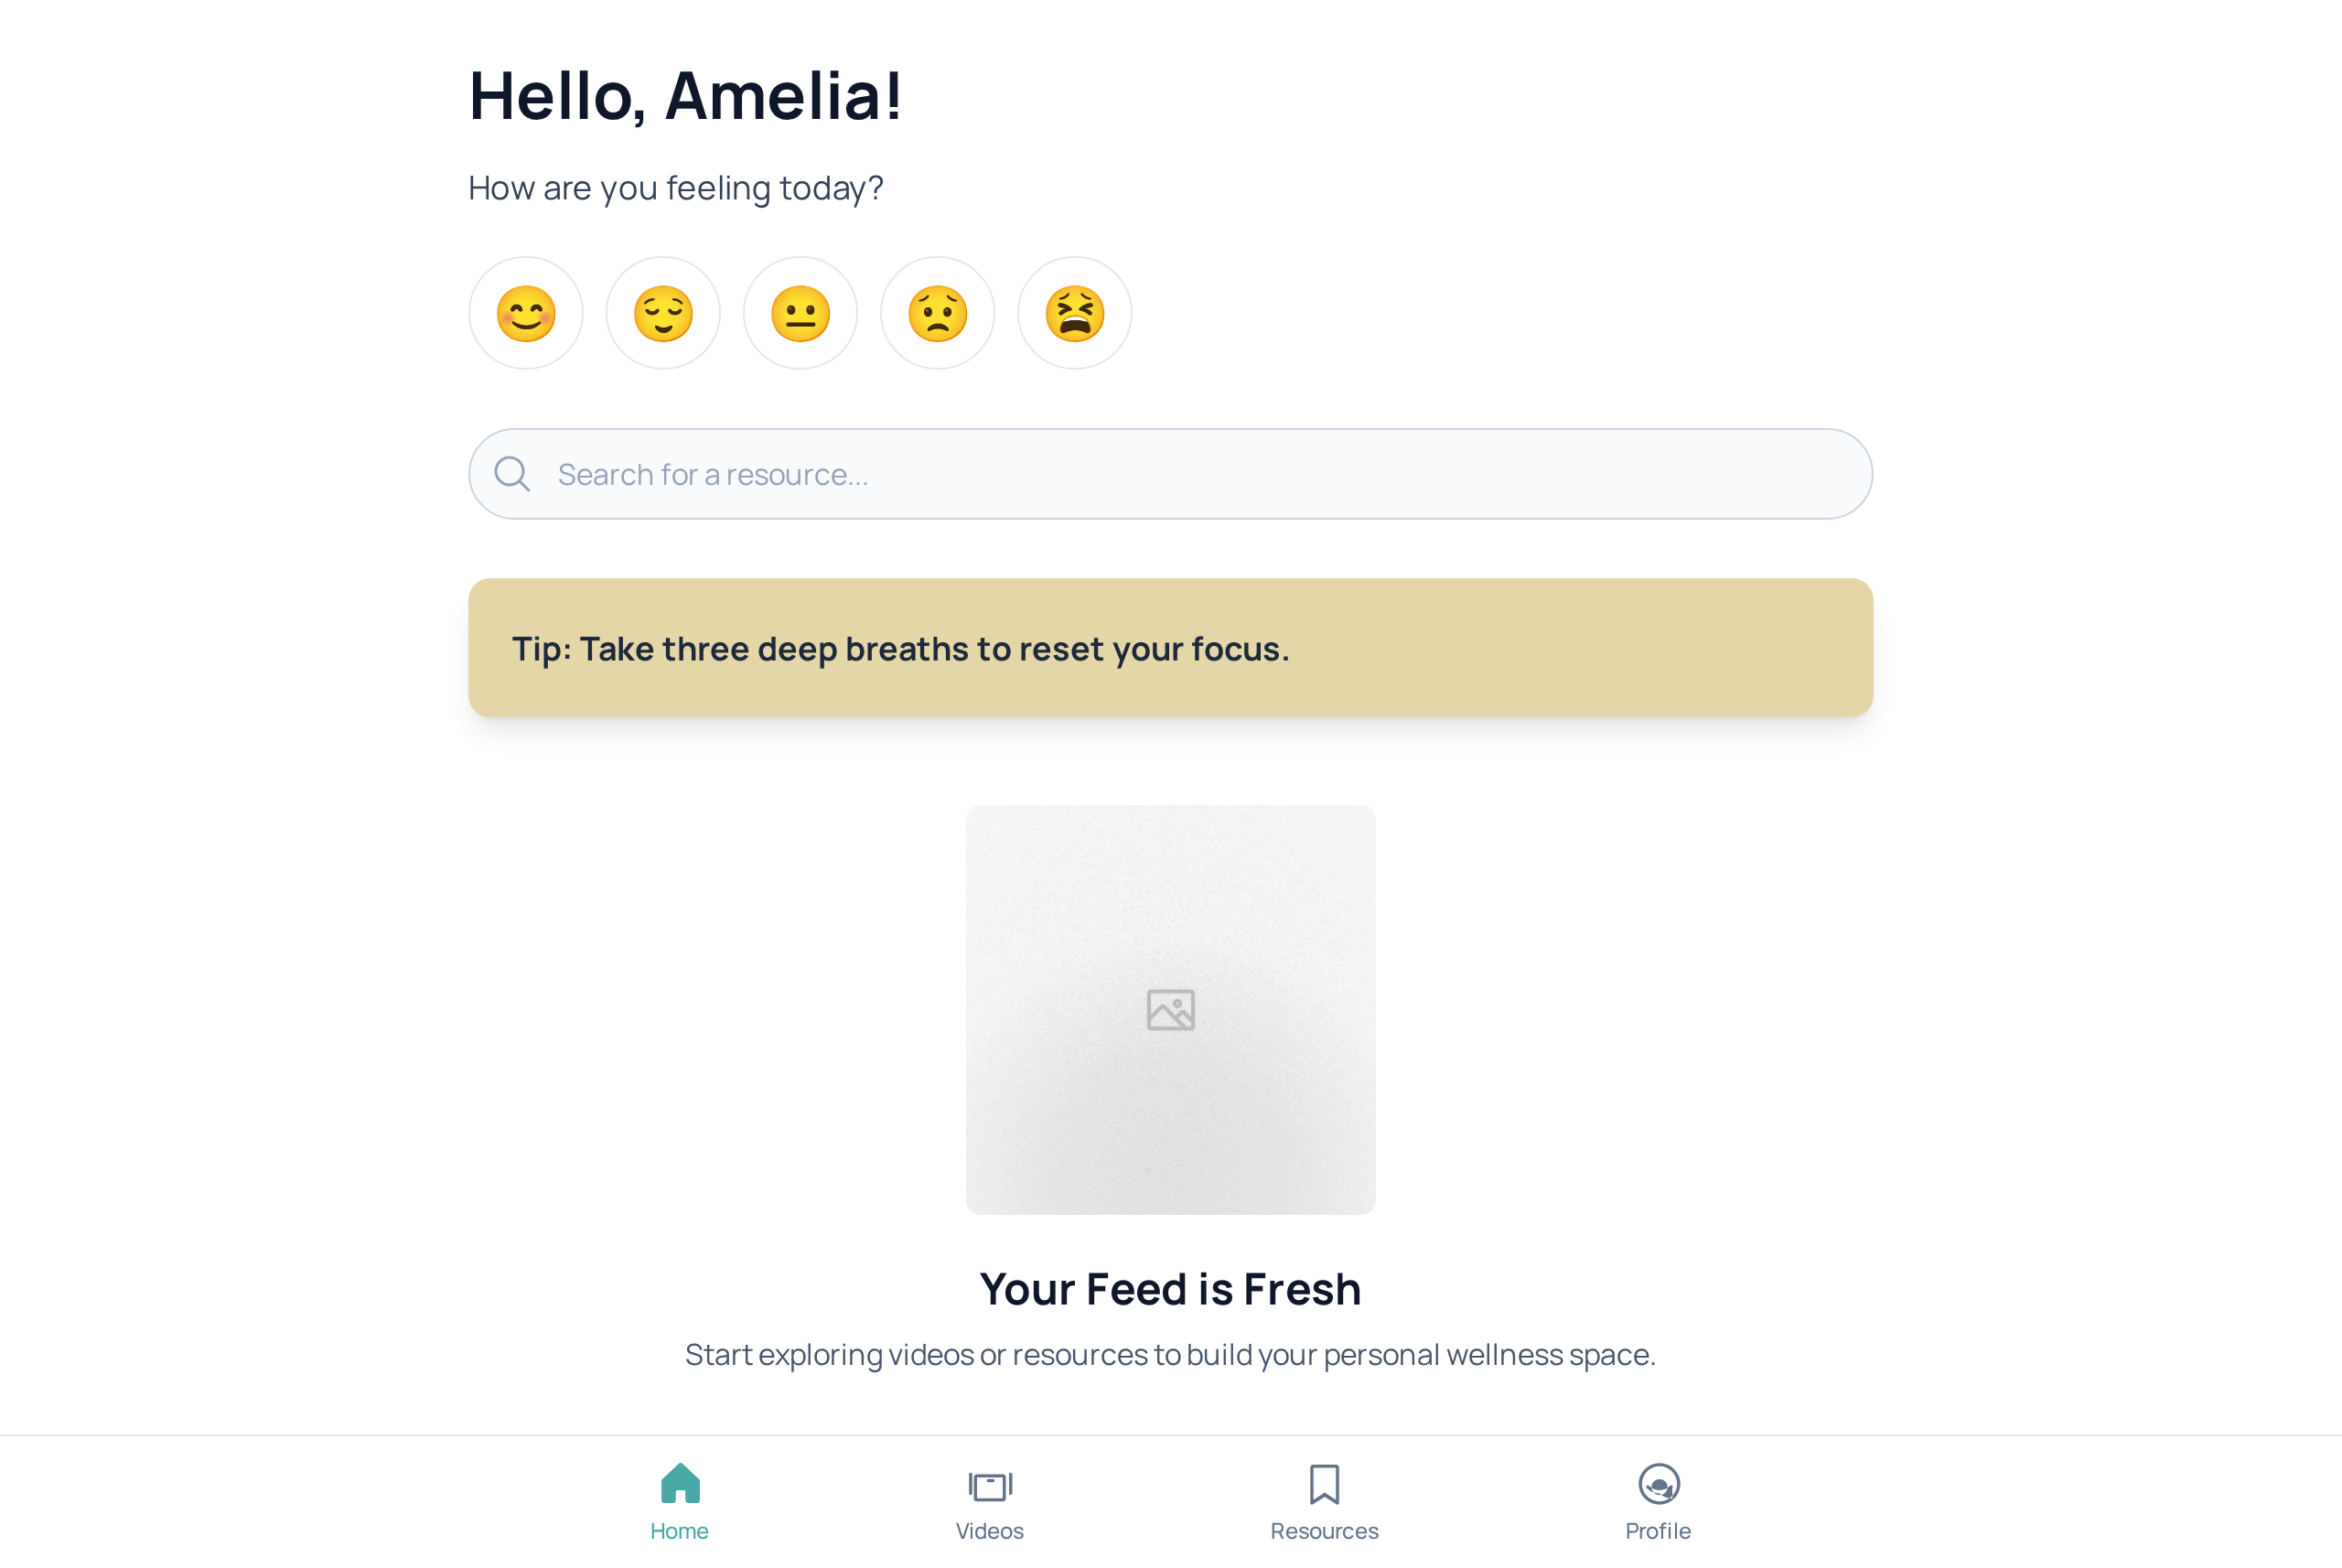 Hello, Amelia!
How are you feeling today?
Search for a resource...
Tip: Take three deep breaths to reset your focus.
Your Feed is Fresh
Start exploring videos or resources to build your personal wellness space.
Home
Videos
Resources
Profile